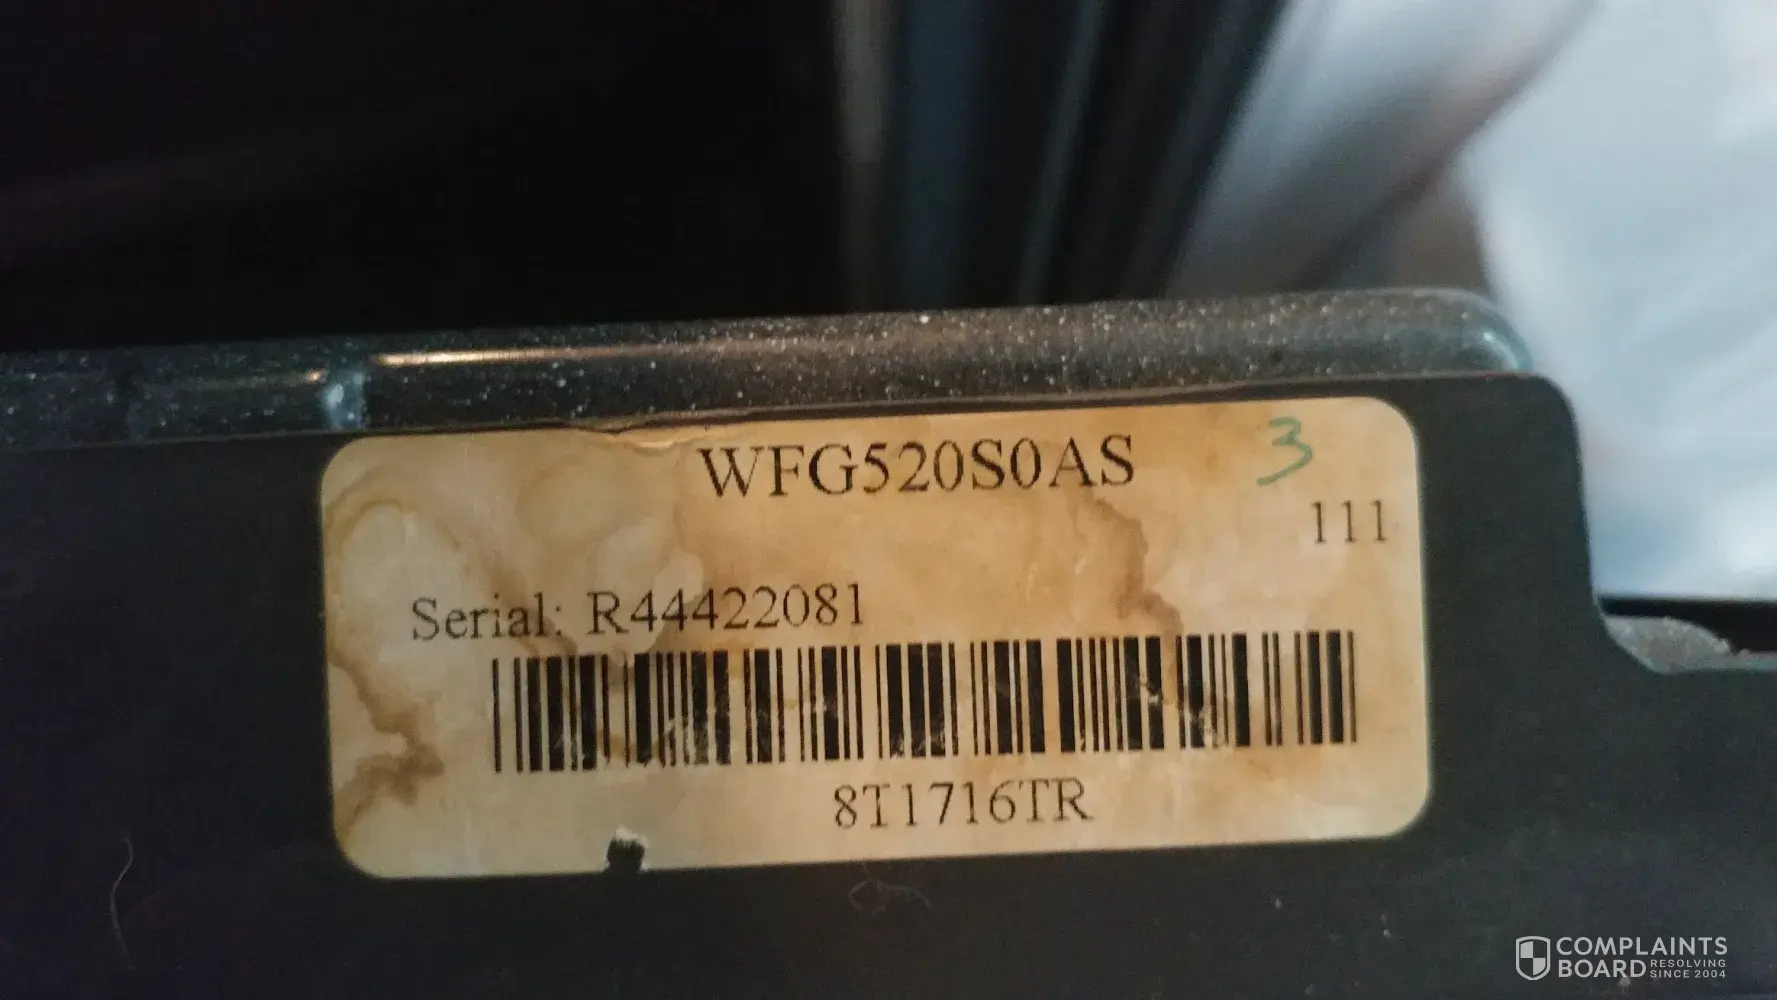 WFG520S0AS
3
111
Serial: R44422081
8T1716TR
COMPLAINTS
BOARD RESOLVING
SINCE 2004